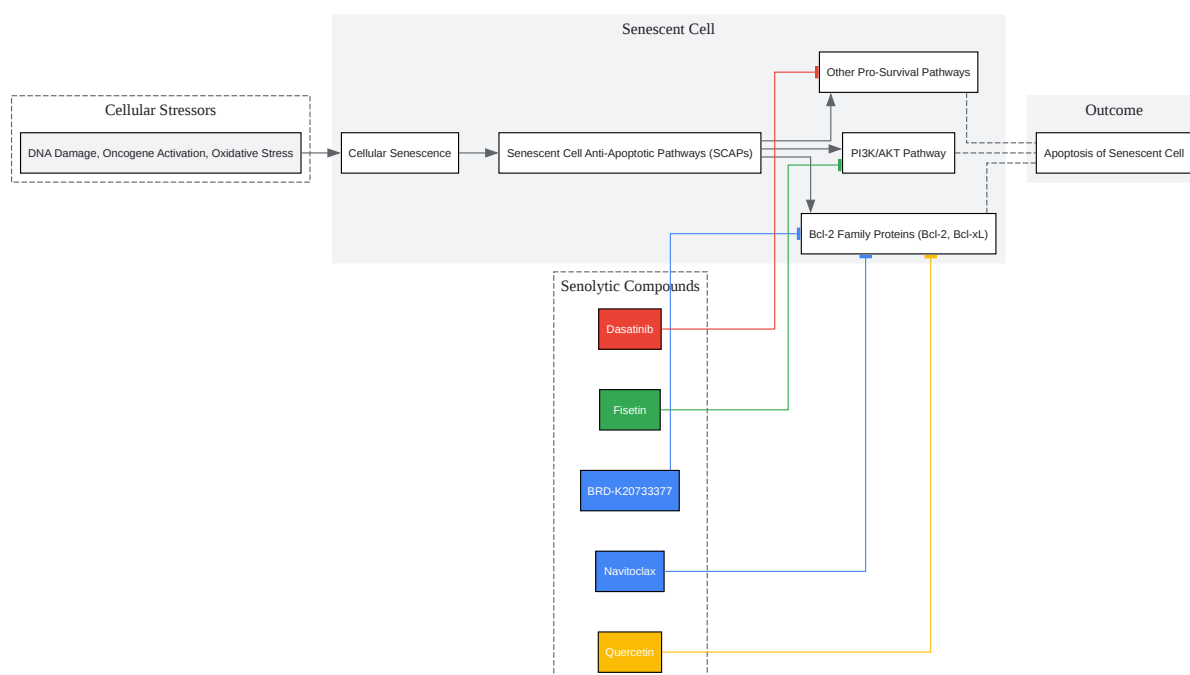 Senescent Cell
Other Pro-Survival Pathways
Cellular Stressors
Outcome
DNA Damage, Oncogene Activation, Oxidative Stress
Cellular Senescence
Senescent Cell Anti-Apoptotic Pathways (SCAPs)
PI3K/AKT Pathway
Apoptosis of Senescent Cell
Bcl-2 Family Proteins (Bcl-2, Bcl-xL)
Senolytic Compounds
Dasatinib
Fisetin
BRD-K20733377
Navitoclax
Quercetin